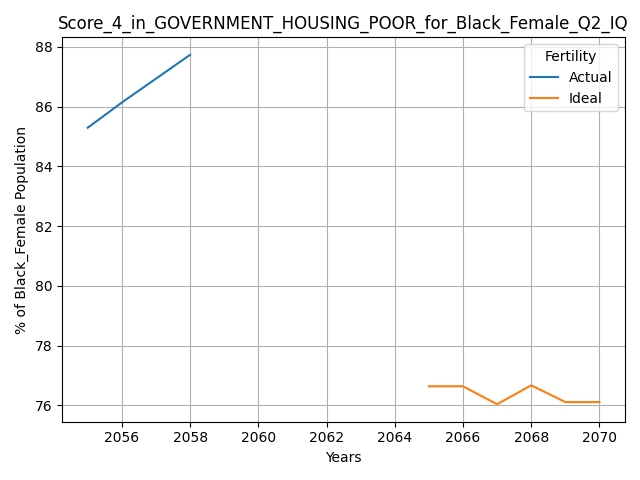 Score_4_in_GOVERNMENT_HOUSING_POOR_for_Black_Female_Q2_IQ
88
86
84
82
80
78
76
% of Black_Female Population
Fertility
Actual
Ideal
2056 2058 2060 2062 2064 2066 2068 2070
Years